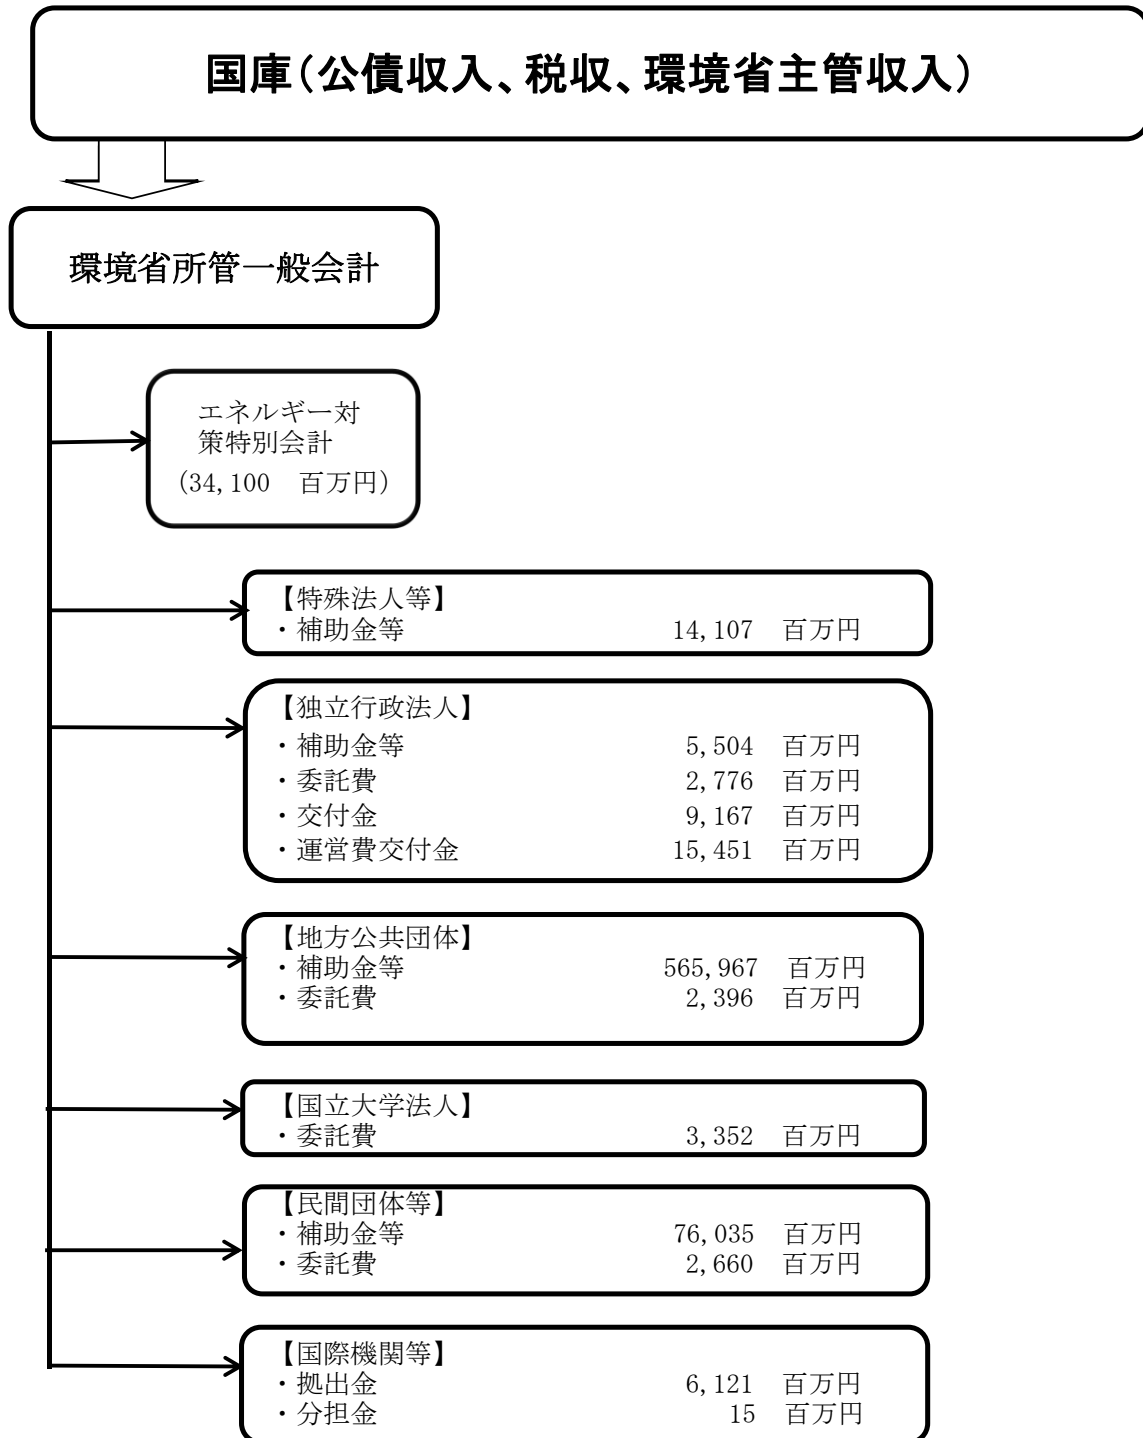 国庫(公債収入、税収、環境省主管収入)
環境省所管一般会計
エネルギー対
策特別会計
(34,100 百万円)
【特殊法人等】
・補助金等 14,107 百万円
【独立行政法人】
・補助金等 5,504 百万円
・委託費 2,776 百万円
・交付金 9,167 百万円
・運営費交付金 15,451 百万円
【地方公共団体】
・補助金等 565,967 百万円
・委託費 2,396 百万円
【国立大学法人】
・委託費 3,352 百万円
【民間団体等】
・補助金等 76,035 百万円
・委託費 2,660 百万円
【国際機関等】
・拠出金 6,121 百万円
・分担金 15 百万円